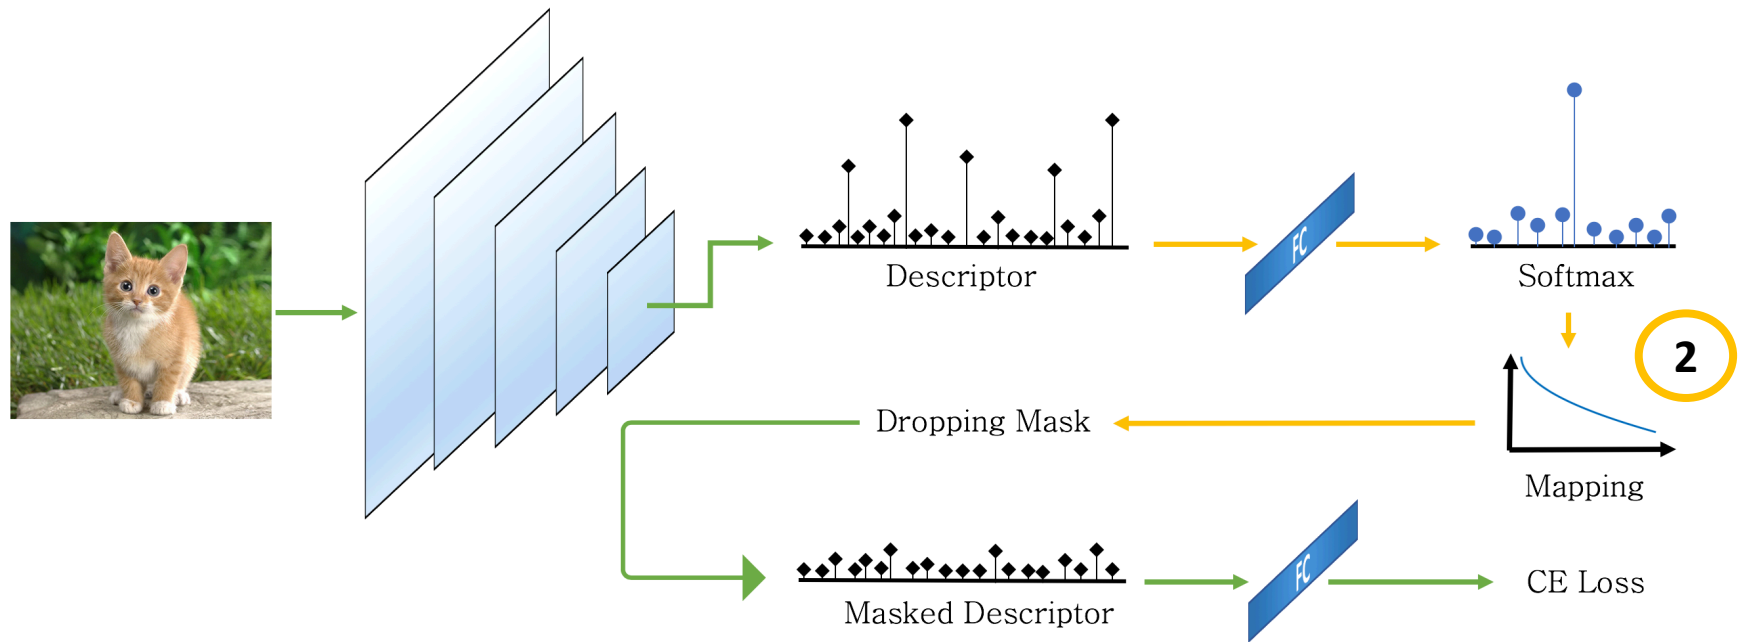 Descriptor
FC
Softmax
2
Dropping Mask
Mapping
Masked Descriptor
FC
CE Loss